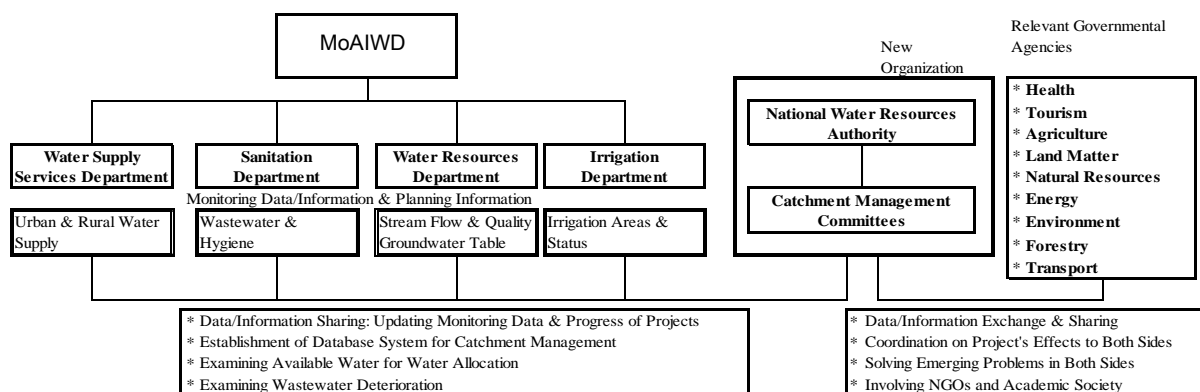 MoAIWD
Relevant Governmental
Agencies
New
Organization
* Health
* Tourism
* Agriculture
* Land Matter
* Natural Resources
* Energy
* Environment
* Forestry
* Transport
National Water Resources
Authority
Catchment Management
Committees
Water Supply
Services Department
Sanitation
Department
Water Resources
Department
Irrigation
Department
Monitoring Data/Information & Planning Information
Urban & Rural Water
Supply
Wastewater &
Hygiene
Stream Flow & Quality
Groundwater Table
Irrigation Areas &
Status
* Data/Information Sharing: Updating Monitoring Data & Progress of Projects
* Establishment of Database System for Catchment Management
* Examining Available Water for Water Allocation
* Examining Wastewater Deterioration
* Data/Information Exchange & Sharing
* Coordination on Project's Effects to Both Sides
* Solving Emerging Problems in Both Sides
* Involving NGOs and Academic Society